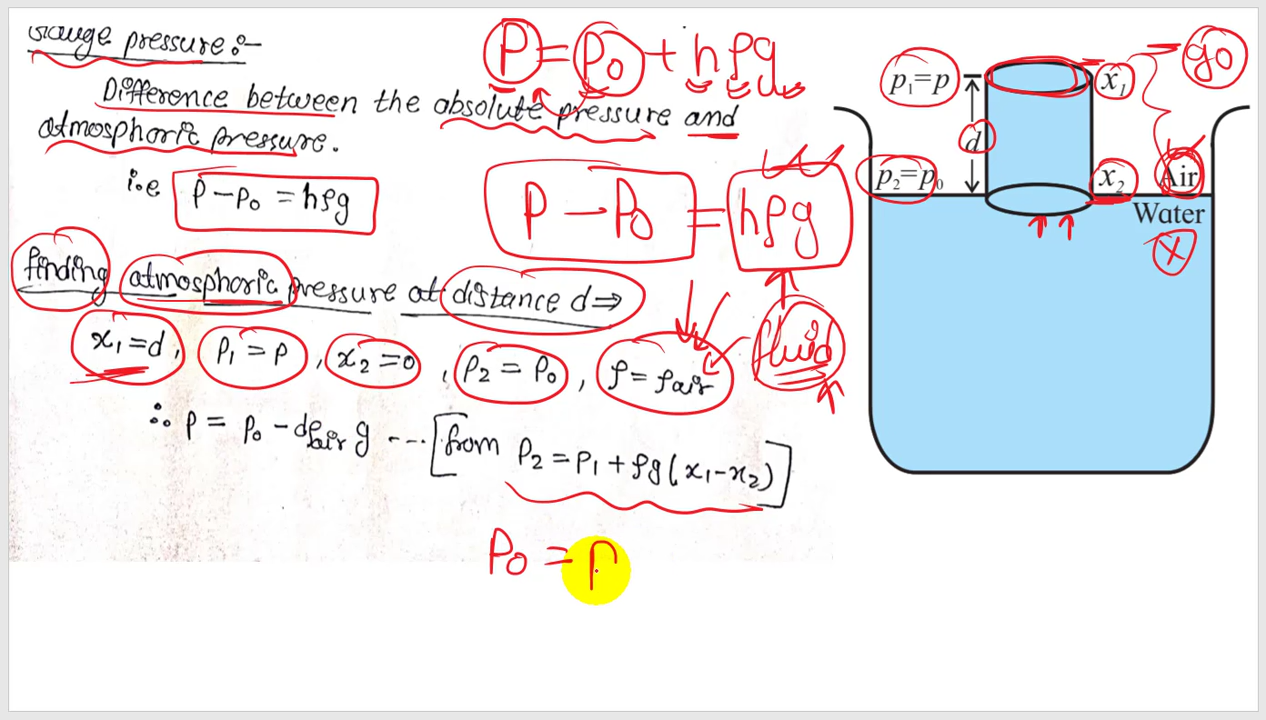 Gauge pressure :-
P = P₀ + hρg
Difference between the absolute pressure and
atmosphoric pressure.
i.e P - P₀ = hρg
P - P₀ = hρg
finding atmosphoric pressure at distance d ⇒
fluid
x₁ = d, P₁ = P, x₂ = 0, P₂ = P₀, ρ = ρair
∴ P = P₀ - dρair g ---- [from P₂ = P₁ + ρg(x₁ - x₂)]
P₀ = P
p₁=p
x₁
go
d
p₂=p₀
x₂
Air
Water
x